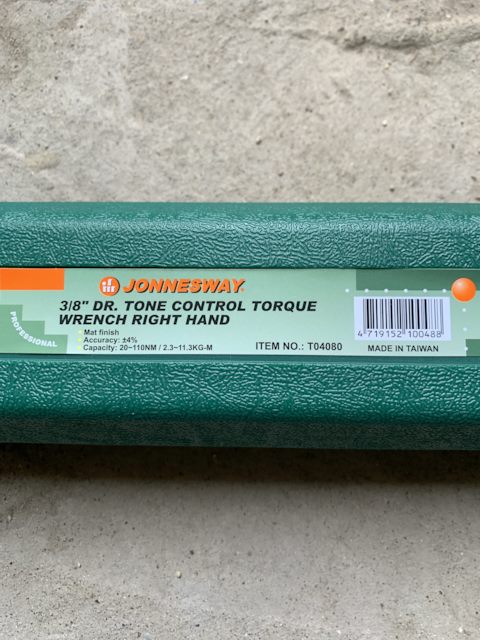 JONNESWAY
3/8" DR. TONE CONTROL TORQUE
WRENCH RIGHT HAND
PROFESSIONAL
Mat finish
Accuracy: ±4%
Capacity: 20~110NM / 2.3~11.3KG-M
ITEM NO.: T04080
4 719152 100488
MADE IN TAIWAN